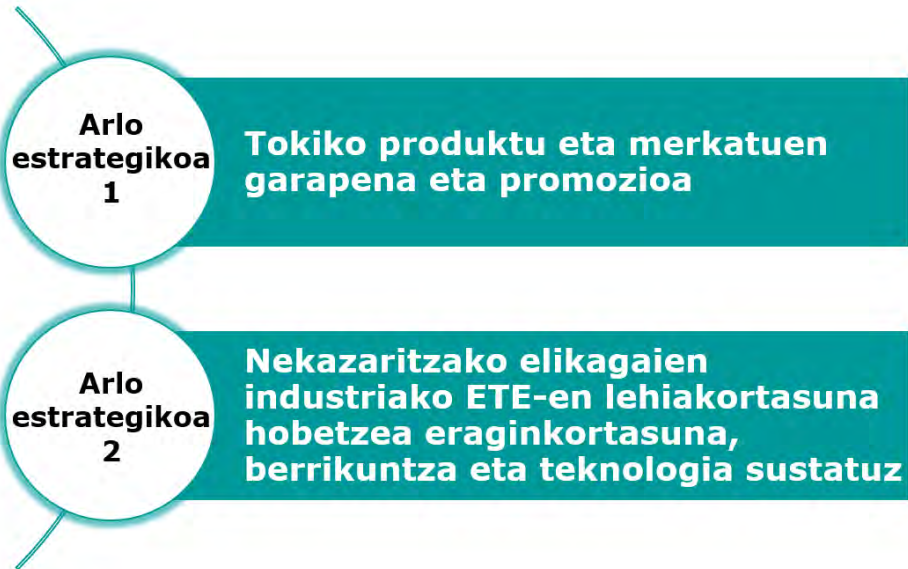 Arlo
estrategikoa
1
Tokiko produktu eta merkatuen
garapena eta promozioa
Arlo
estrategikoa
2
Nekazaritzako elikagaien
industriako ETE-en lehiakortasuna
hobetzea eraginkortasuna,
berrikuntza eta teknologia sustatuz